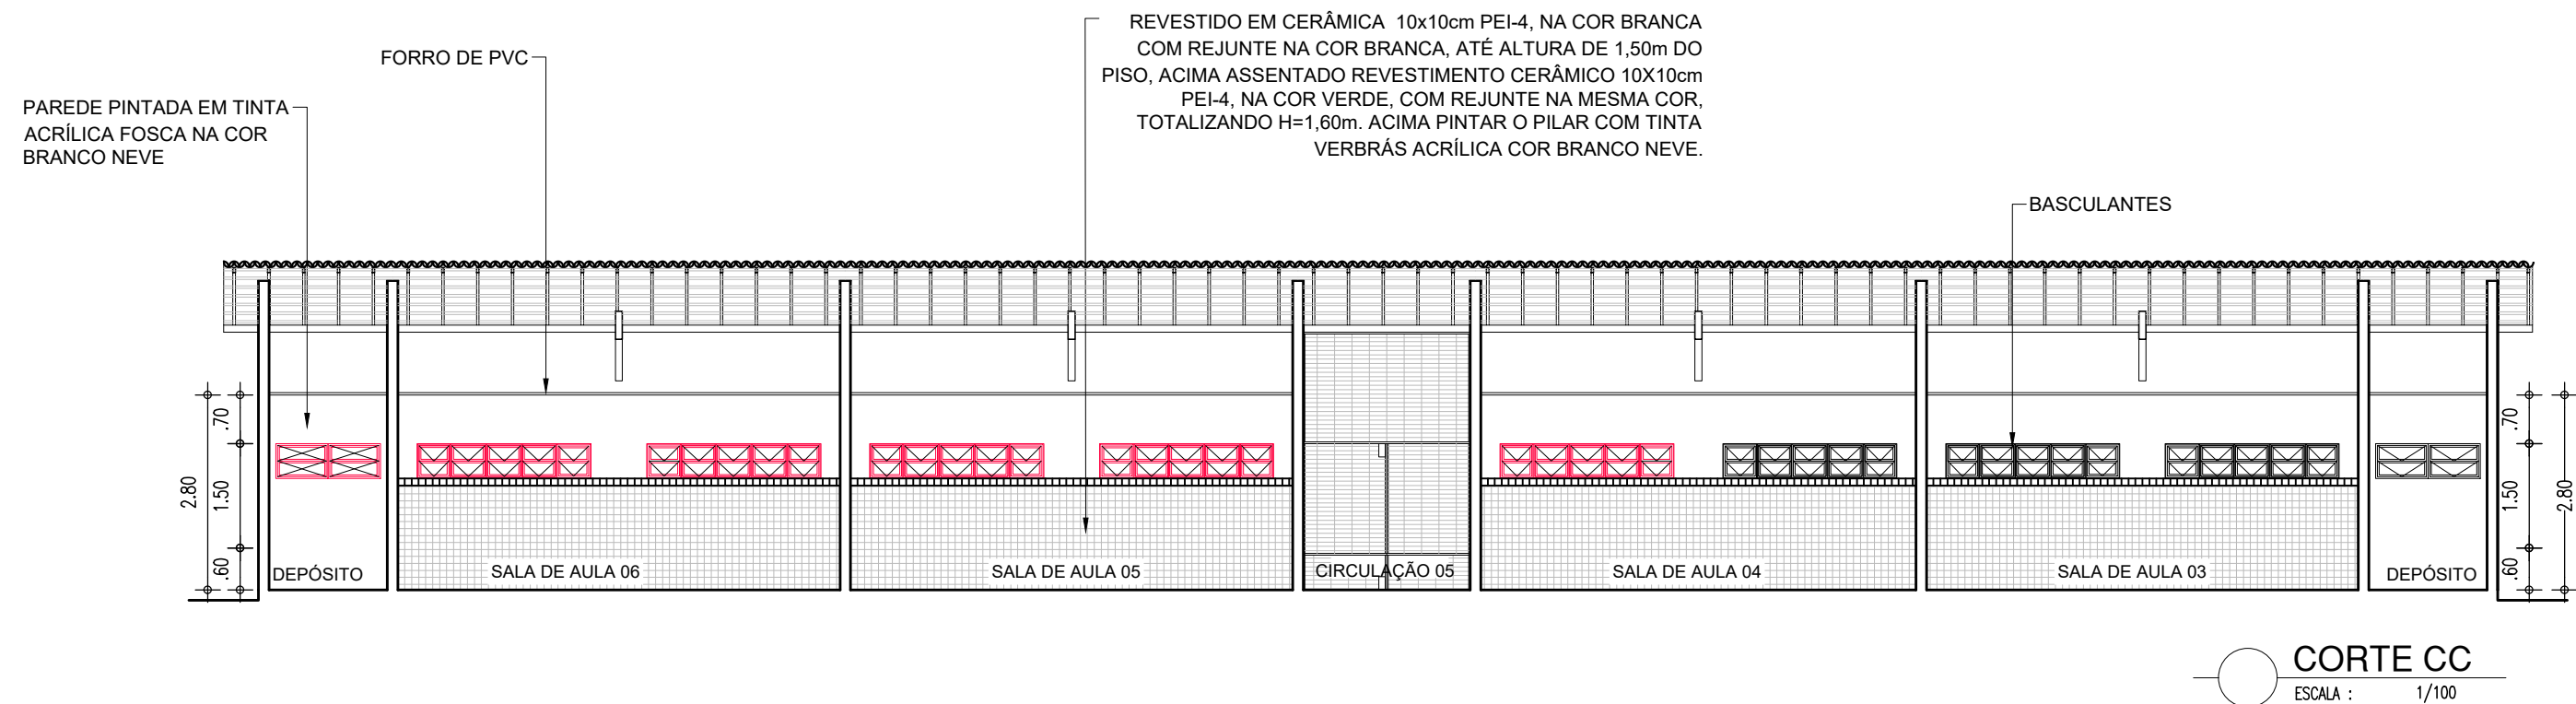 REVESTIDO EM CERÂMICA  10x10cm PEI-4, NA COR BRANCA
COM REJUNTE NA COR BRANCA, ATÉ ALTURA DE 1,50m DO
PISO, ACIMA ASSENTADO REVESTIMENTO CERÂMICO 10X10cm
PEI-4, NA COR VERDE, COM REJUNTE NA MESMA COR,
TOTALIZANDO H=1,60m. ACIMA PINTAR O PILAR COM TINTA
VERBRÁS ACRÍLICA COR BRANCO NEVE.
FORRO DE PVC
PAREDE PINTADA EM TINTA
ACRÍLICA FOSCA NA COR
BRANCO NEVE
BASCULANTES
2.80
.70
1.50
.60
DEPÓSITO
SALA DE AULA 06
SALA DE AULA 05
CIRCULAÇÃO 05
SALA DE AULA 04
SALA DE AULA 03
DEPÓSITO
.70
1.50
.60
2.80
CORTE CC
ESCALA : 1/100